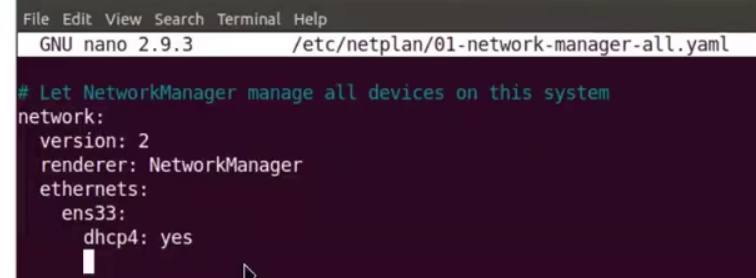 File Edit View Search Terminal Help
GNU nano 2.9.3 /etc/netplan/01-network-manager-all.yaml
# Let NetworkManager manage all devices on this system
network:
  version: 2
  renderer: NetworkManager
  ethernets:
    ens33:
      dhcp4: yes